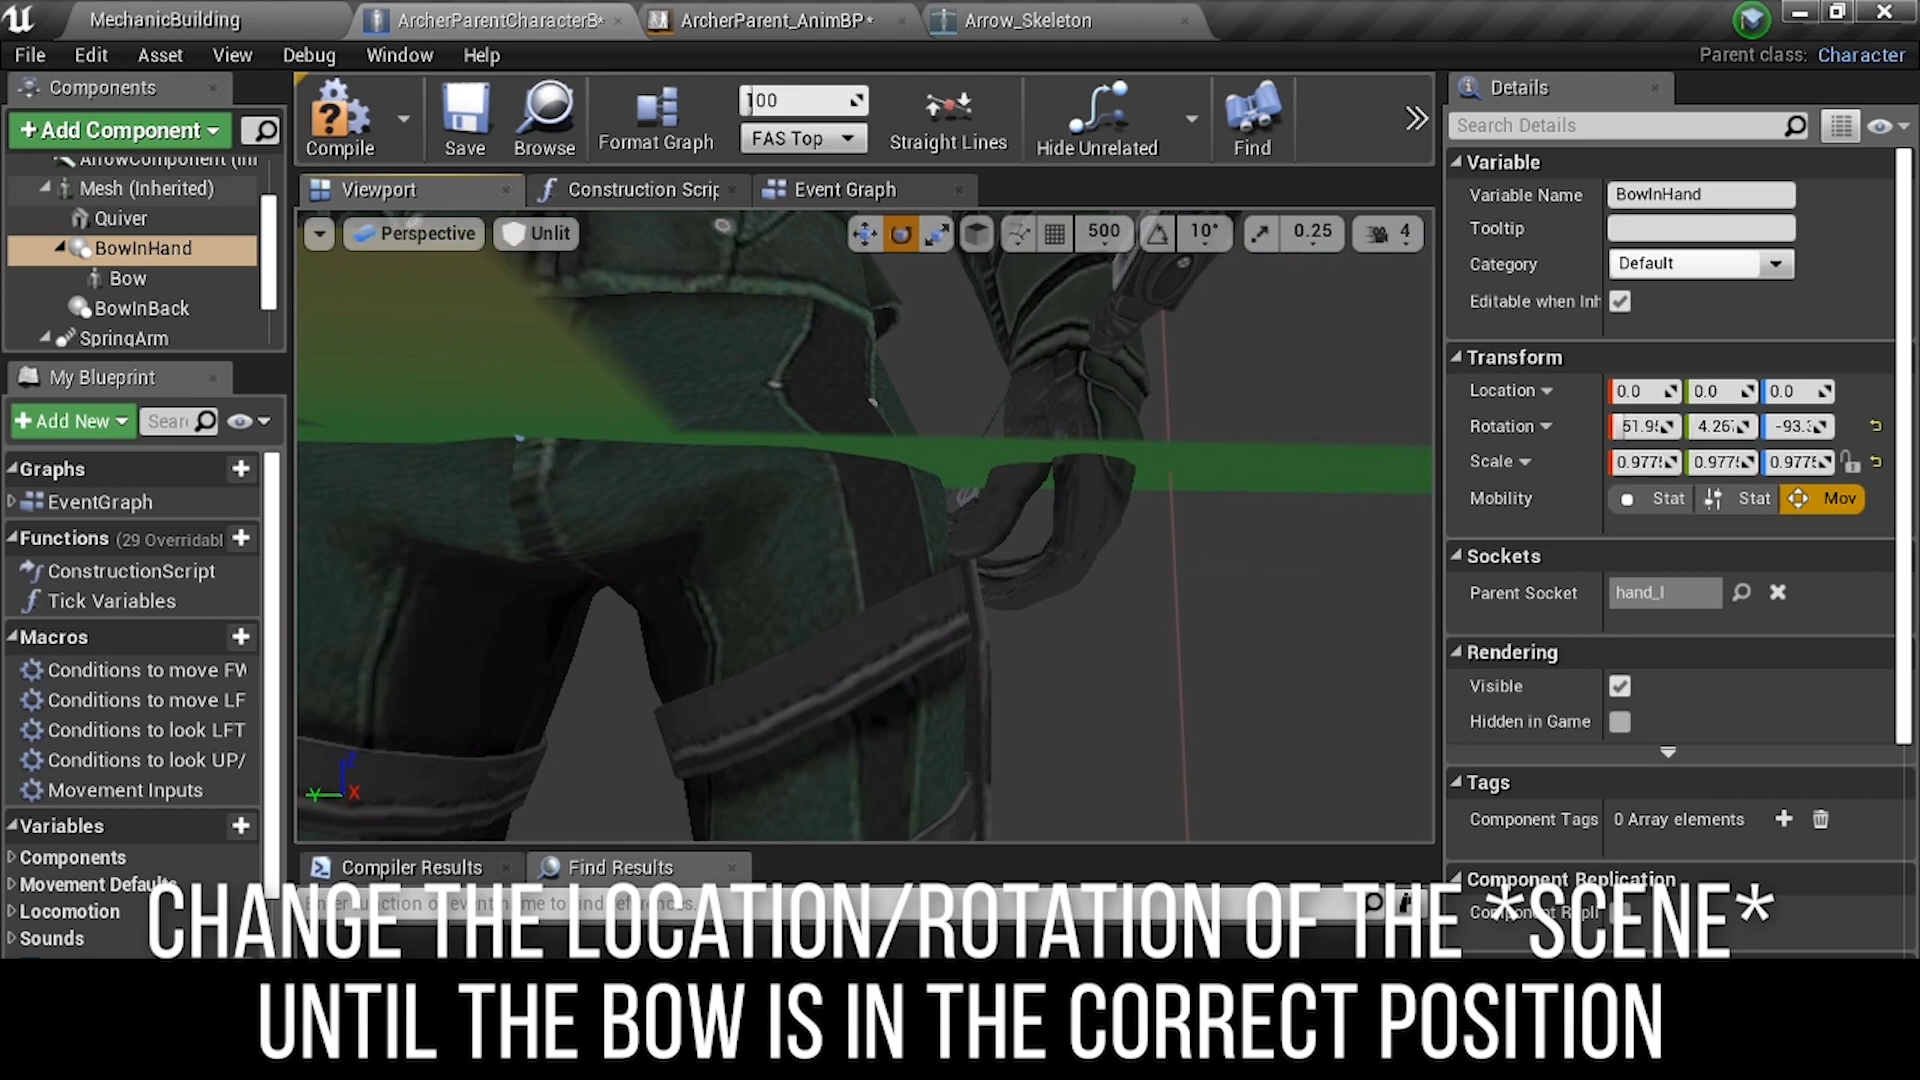 MechanicBuilding
ArcherParentCharacterB*
ArcherParent_AnimBP*
Arrow_Skeleton
File Edit Asset View Debug Window Help
Parent class: Character
Components
+Add Component
Mesh (Inherited)
Quiver
BowInHand
Bow
BowInBack
SpringArm
My Blueprint
+Add New
Graphs
EventGraph
Functions (29 Overridabl
ConstructionScript
Tick Variables
Macros
Conditions to move FW
Conditions to move LF
Conditions to look LFT
Conditions to look UP/
Movement Inputs
Variables
Components
Movement Defaults
Locomotion
Sounds
Compile
Save
Browse
Format Graph
100
FAS Top
Straight Lines
Hide Unrelated
Find
Viewport
Construction Scrip
Event Graph
Perspective
Unlit
500
10°
0.25
4
Z
Y
X
Compiler Results
Find Results
Details
Search Details
Variable
Variable Name BowInHand
Tooltip
Category Default
Editable when Inh
Transform
Location 0.0 0.0 0.0
Rotation 51.95 4.267 -93.3
Scale 0.9775 0.9775 0.9775
Mobility Stat Stat Mov
Sockets
Parent Socket hand_l
Rendering
Visible
Hidden in Game
Tags
Component Tags 0 Array elements
Component Replication
CHANGE THE LOCATION/ROTATION OF THE *SCENE*
UNTIL THE BOW IS IN THE CORRECT POSITION